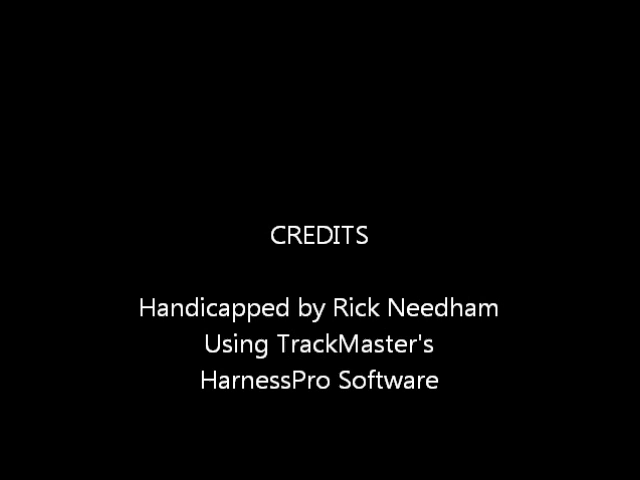 CREDITS
Handicapped by Rick Needham
Using TrackMaster's
HarnessPro Software